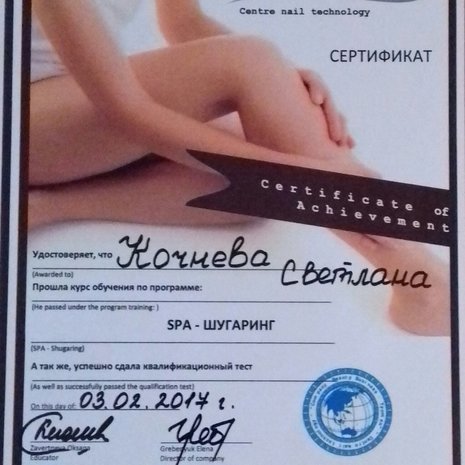 Centre nail technology
СЕРТИФИКАТ
Certificate of
Achievement
Удостоверяет, что Кочнева
Светлана
(Awarded to)
Прошла курс обучения по программе:
(He passed under the program training: )
SPA - ШУГАРИНГ
(SPA - Shugaring)
А так же, успешно сдала квалификационный тест
(As well as successfully passed the qualification test)
On this day of: 03.02.2017 г.
Zavertneva Oksana
Grebesyuk Elena
Educator
Director of company